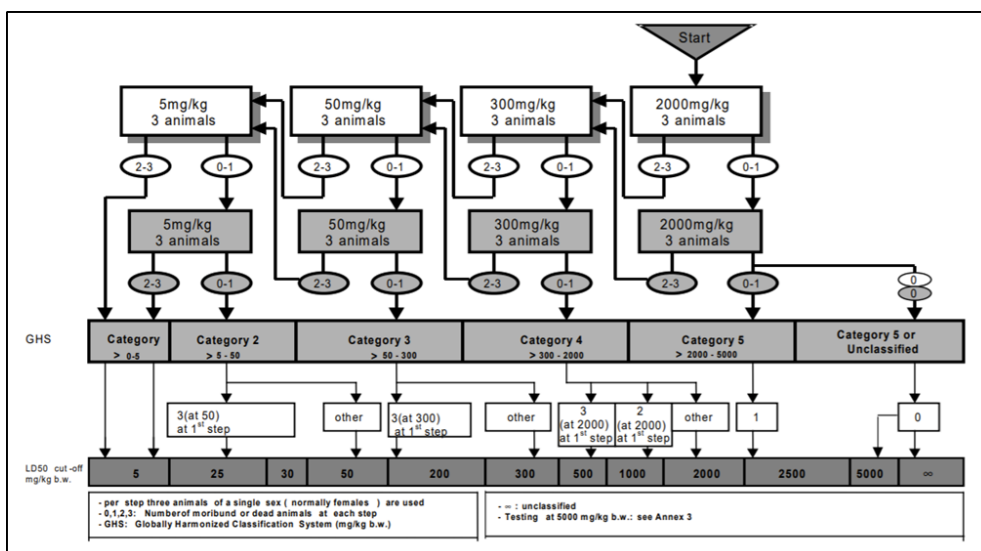 Start
5mg/kg 50mg/kg 300mg/kg 2000mg/kg
3 animals 3 animals 3 animals 3 animals
2-3 0-1 2-3 0-1 2-3 0-1 2-3 0-1
5mg/kg 50mg/kg 300mg/kg 2000mg/kg
3 animals 3 animals 3 animals 3 animals
0
2-3 0-1 2-3 0-1 2-3 0-1 2-3 0-1 0
GHS Category Category 2 Category 3 Category 4 Category 5 Category 5 or
> 0-5 > 5 - 50 > 50 - 300 > 300 - 2000 > 2000 - 5000 Unclassified
3(at 50)
at 1st step
other
3(at 300)
at 1st step
other
3
(at 2000)
at 1st step
2
(at 2000)
at 1st step
other
1
0
LD50 cut-off
mg/kg b.w.
5 25 30 50 200 300 500 1000 2000 2500 5000 ∞
- per step three animals of a single sex ( normally females ) are used
- 0,1,2,3: Numberof moribund or dead animals at each step
- GHS: Globally Harmonized Classification System (mg/kg b.w.)
- ∞ : unclassified
- Testing at 5000 mg/kg b.w.: see Annex 3